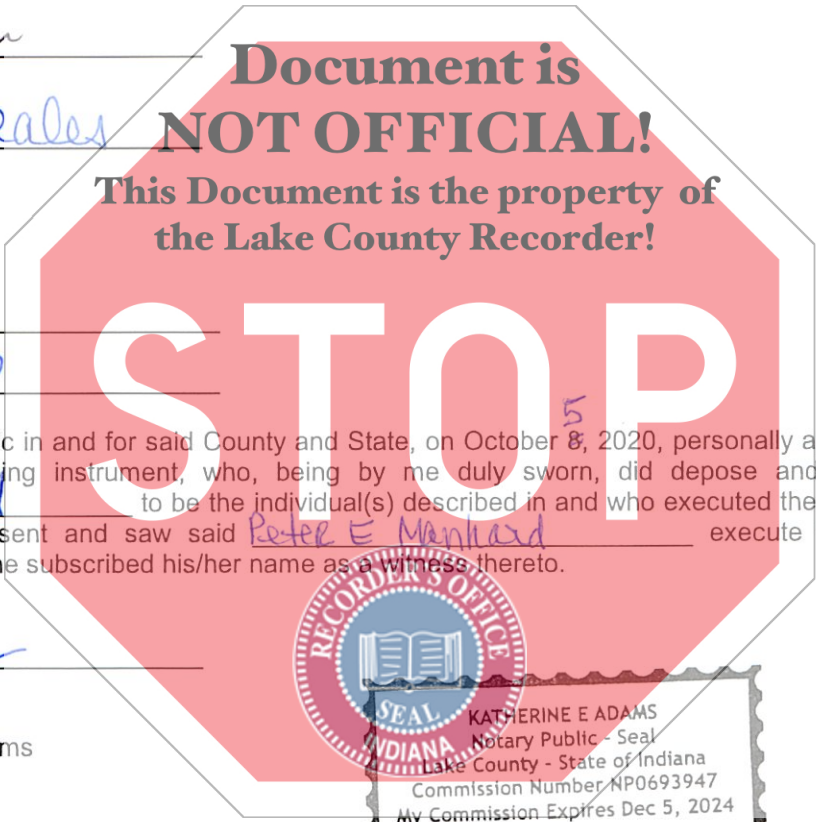 Document is
NOT OFFICIAL!
eales
This Document is the property of
the Lake County Recorder!
STOP
5
c in and for said County and State, on October 8, 2020, personally a
ing instrument, who, being by me duly sworn, did depose and
to be the individual(s) described in and who executed the
sent and saw said Peter E Manhard execute
e subscribed his/her name as a witness thereto.
RECORDER'S OFFICE
SEAL
INDIANA
ms
KATHERINE E ADAMS
Notary Public - Seal
Lake County - State of Indiana
Commission Number NP0693947
My Commission Expires Dec 5, 2024